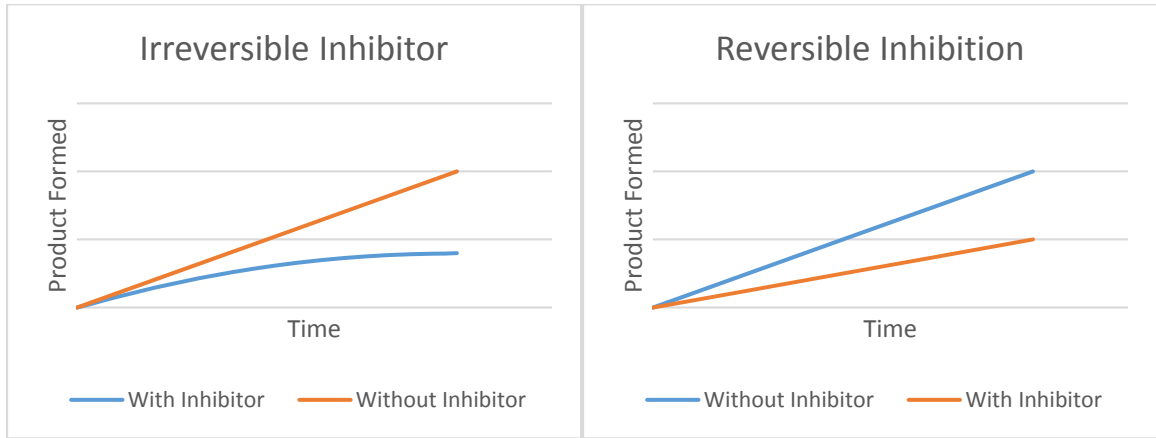 Irreversible Inhibitor
Product Formed
Time
With Inhibitor
Without Inhibitor
Reversible Inhibition
Product Formed
Time
Without Inhibitor
With Inhibitor